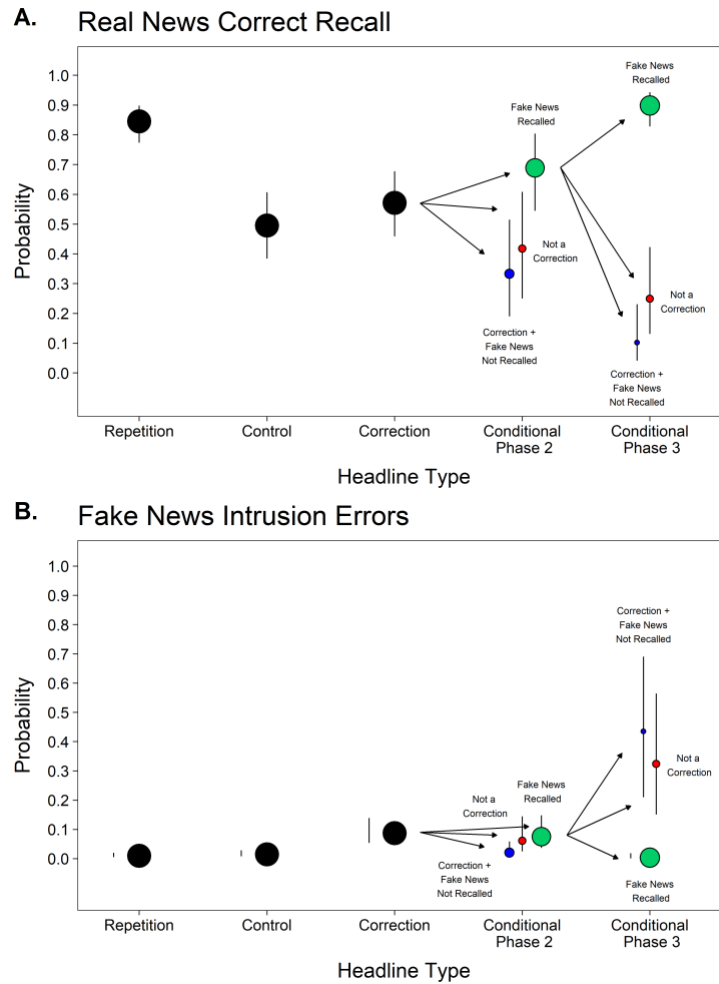 A. Real News Correct Recall
Probability
1.0
0.9
0.8
0.7
0.6
0.5
0.4
0.3
0.2
0.1
0.0
Fake News
Recalled
Not a
Correction
Correction +
Fake News
Not Recalled
Fake News
Recalled
Not a
Correction
Correction +
Fake News
Not Recalled
Repetition
Control
Correction
Conditional
Phase 2
Conditional
Phase 3
Headline Type
B. Fake News Intrusion Errors
Probability
1.0
0.9
0.8
0.7
0.6
0.5
0.4
0.3
0.2
0.1
0.0
Not a
Correction
Fake News
Recalled
Correction +
Fake News
Not Recalled
Correction +
Fake News
Not Recalled
Not a
Correction
Fake News
Recalled
Repetition
Control
Correction
Conditional
Phase 2
Conditional
Phase 3
Headline Type